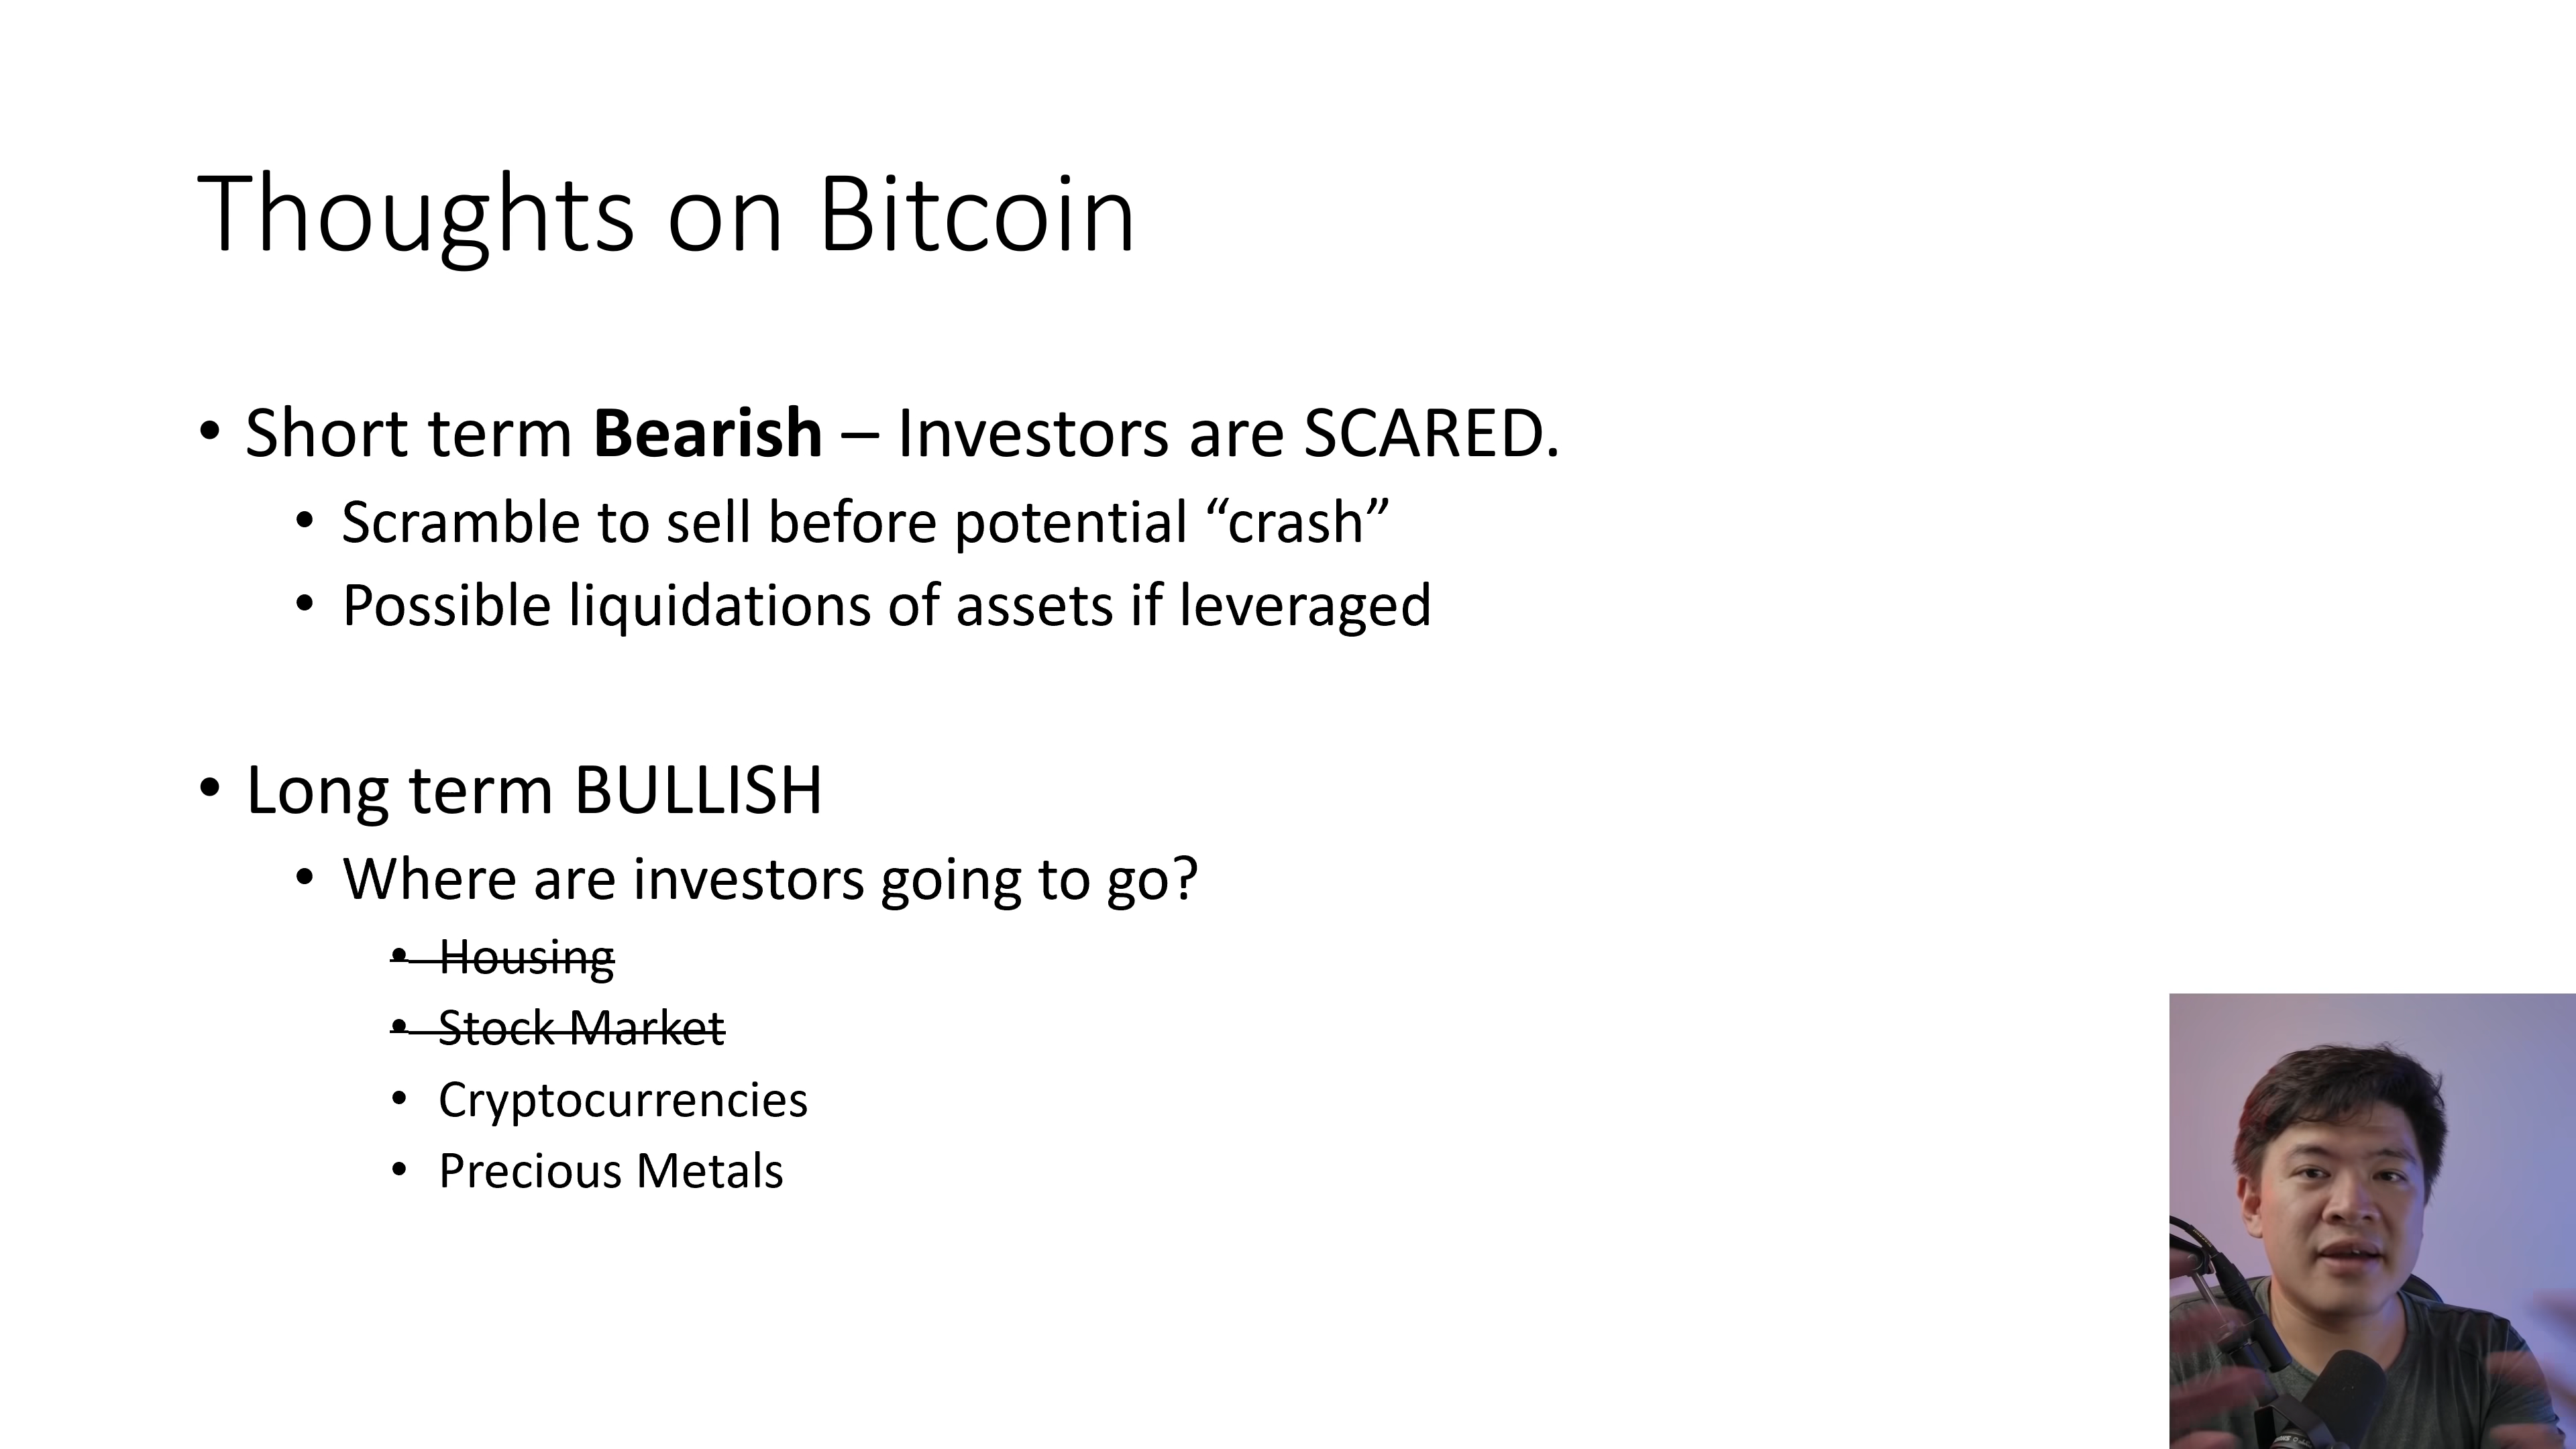 Thoughts on Bitcoin
• Short term Bearish – Investors are SCARED.
• Scramble to sell before potential “crash”
• Possible liquidations of assets if leveraged
• Long term BULLISH
• Where are investors going to go?
• Housing
• Stock Market
• Cryptocurrencies
• Precious Metals